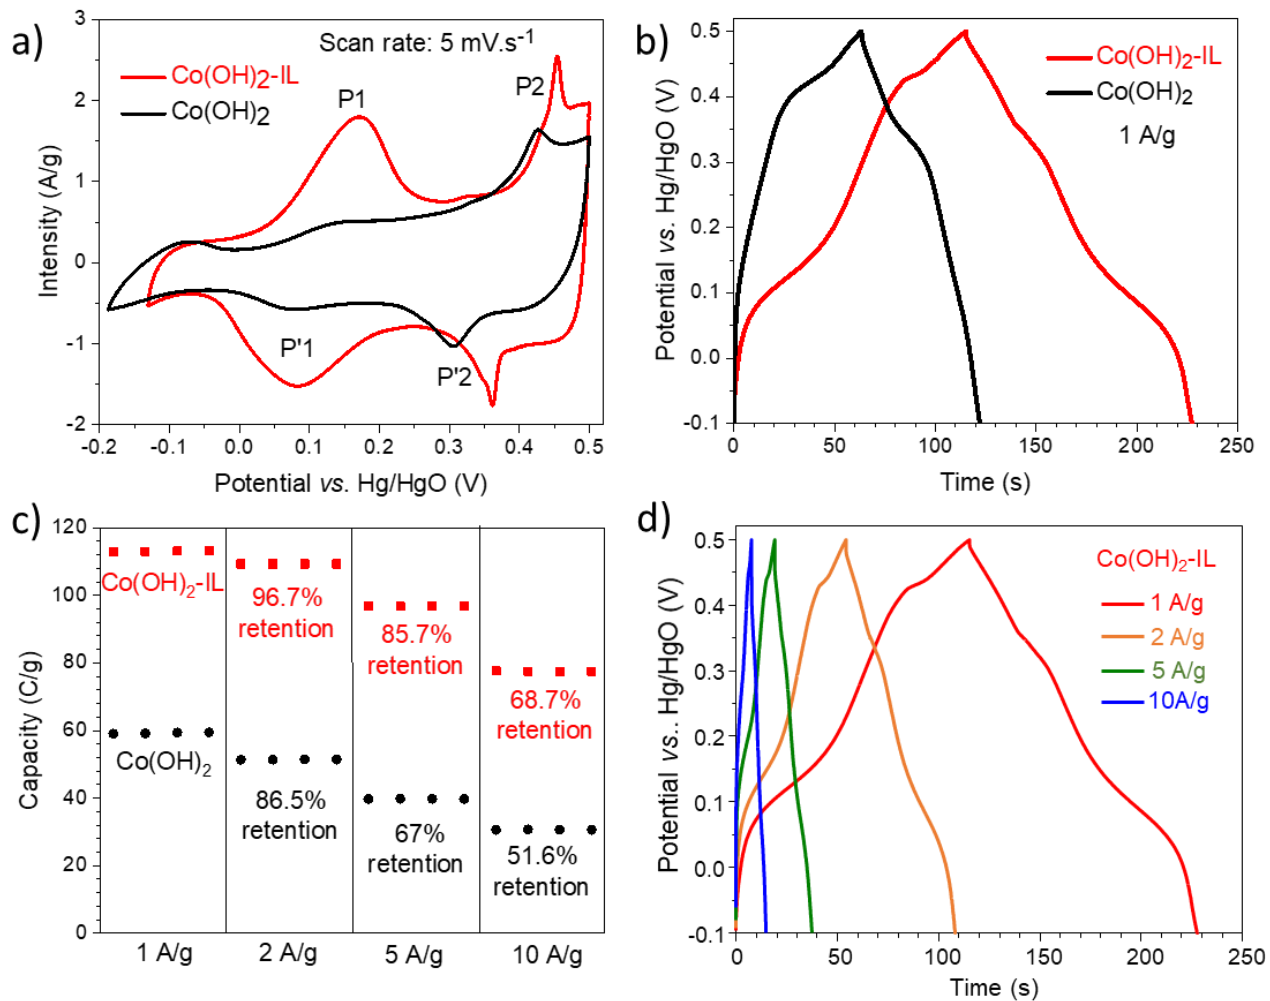 a)
Scan rate: 5 mV.s⁻¹
Co(OH)₂-IL
Co(OH)₂
P1
P2
P'1
P'2
Intensity (A/g)
3
2
1
0
-1
-2
-0.2 -0.1 0.0 0.1 0.2 0.3 0.4 0.5
Potential vs. Hg/HgO (V)
b)
Co(OH)₂-IL
Co(OH)₂
1 A/g
Potential vs. Hg/HgO (V)
0.5
0.4
0.3
0.2
0.1
0.0
-0.1
0 50 100 150 200 250
Time (s)
c)
Capacity (C/g)
120
100
80
60
40
20
0
Co(OH)₂-IL
96.7%
retention
85.7%
retention
68.7%
retention
Co(OH)₂
86.5%
retention
67%
retention
51.6%
retention
1 A/g 2 A/g 5 A/g 10 A/g
d)
Co(OH)₂-IL
1 A/g
2 A/g
5 A/g
10A/g
Potential vs.. Hg/HgO (V)
0.5
0.4
0.3
0.2
0.1
0.0
-0.1
0 50 100 150 200 250
Time (s)